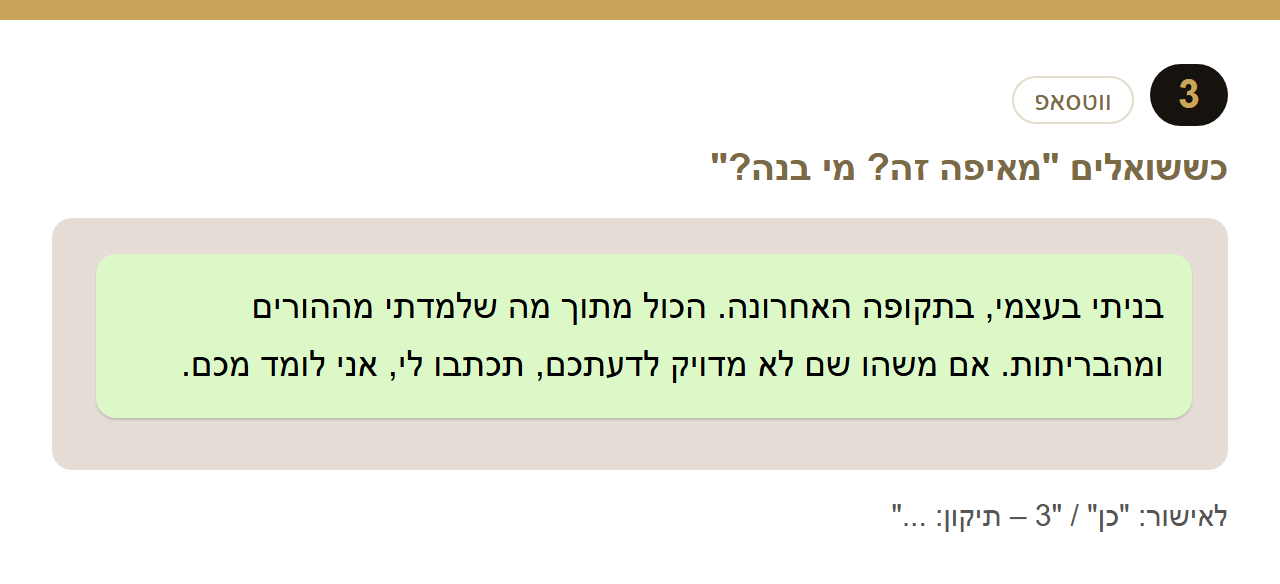 3
ווטסאפ
כששואלים "מאיפה זה? מי בנה?"
בניתי בעצמי, בתקופה האחרונה. הכול מתוך מה שלמדתי מההורים
ומהבריתות. אם משהו שם לא מדויק לדעתכם, תכתבו לי, אני לומד מכם.
לאישור: "כן" / "3 – תיקון: ..."